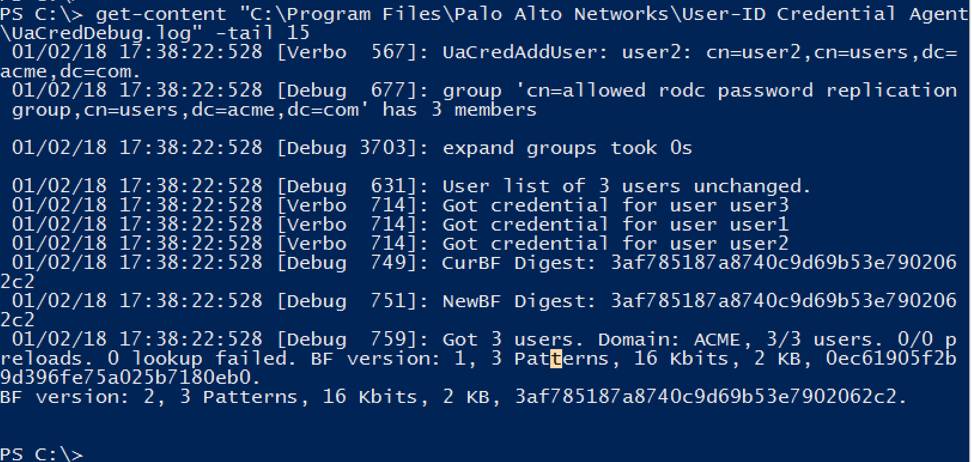 PS C:\> get-content "C:\Program Files\Palo Alto Networks\User-ID Credential Agent
\UaCredDebug.log" -tail 15
01/02/18 17:38:22:528 [Verbo  567]: UaCredAddUser: user2: cn=user2,cn=users,dc=
acme,dc=com.
01/02/18 17:38:22:528 [Debug  677]: group 'cn=allowed rodc password replication
group,cn=users,dc=acme,dc=com' has 3 members
01/02/18 17:38:22:528 [Debug 3703]: expand groups took 0s
01/02/18 17:38:22:528 [Debug  631]: User list of 3 users unchanged.
01/02/18 17:38:22:528 [Verbo  714]: Got credential for user user3
01/02/18 17:38:22:528 [Verbo  714]: Got credential for user user1
01/02/18 17:38:22:528 [Verbo  714]: Got credential for user user2
01/02/18 17:38:22:528 [Debug  749]: CurBF Digest: 3af785187a8740c9d69b53e790206
2c2
01/02/18 17:38:22:528 [Debug  751]: NewBF Digest: 3af785187a8740c9d69b53e790206
2c2
01/02/18 17:38:22:528 [Debug  759]: Got 3 users. Domain: ACME, 3/3 users. 0/0 p
reloads. 0 lookup failed. BF version: 1, 3 Patterns, 16 Kbits, 2 KB, 0ec61905f2b
9d396fe75a025b7180eb0.
BF version: 2, 3 Patterns, 16 Kbits, 2 KB, 3af785187a8740c9d69b53e7902062c2.
PS C:\>